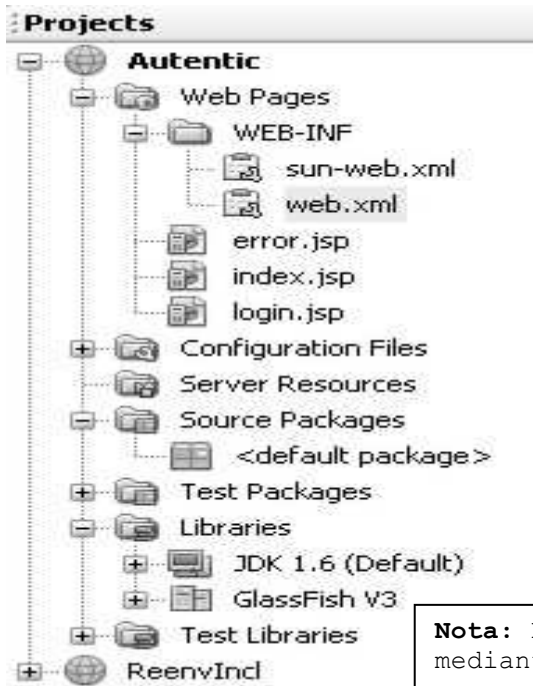 Projects
Autentic
Web Pages
WEB-INF
sun-web.xml
web.xml
error.jsp
index.jsp
login.jsp
Configuration Files
Server Resources
Source Packages
<default package>
Test Packages
Libraries
JDK 1.6 (Default)
GlassFish V3
Test Libraries
ReenvIncl
Nota: